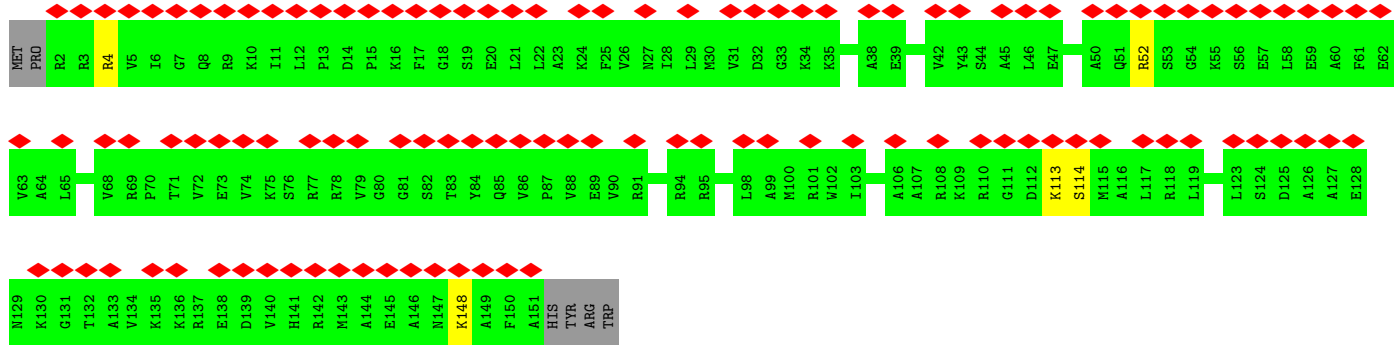 MET PRO R2 R3 R4 V5 I6 G7 Q8 R9 K10 I11 L12 P13 D14 P15 K16 F17 G18 S19 E20 L21 L22 A23 K24 F25 V26 N27 I28 L29 M30 V31 D32 G33 K34 K35 A38 E39 V42 Y43 S44 A45 L46 E47 A50 Q51 R52 S53 G54 K55 S56 E57 L58 E59 A60 F61 E62
V63 A64 L65 V68 R69 P70 T71 V72 E73 V74 K75 S76 R77 R78 V79 G80 G81 S82 T83 Y84 Q85 V86 P87 V88 E89 V90 R91 R94 R95 L98 A99 M100 R101 W102 I103 A106 A107 R108 K109 R110 G111 D112 K113 S114 M115 A116 L117 R118 L119 L123 S124 D125 A126 A127 E128
N129 K130 G131 T132 A133 V134 K135 K136 R137 E138 D139 V140 H141 R142 M143 A144 E145 A146 N147 K148 A149 F150 A151 HIS TYR ARG TRP